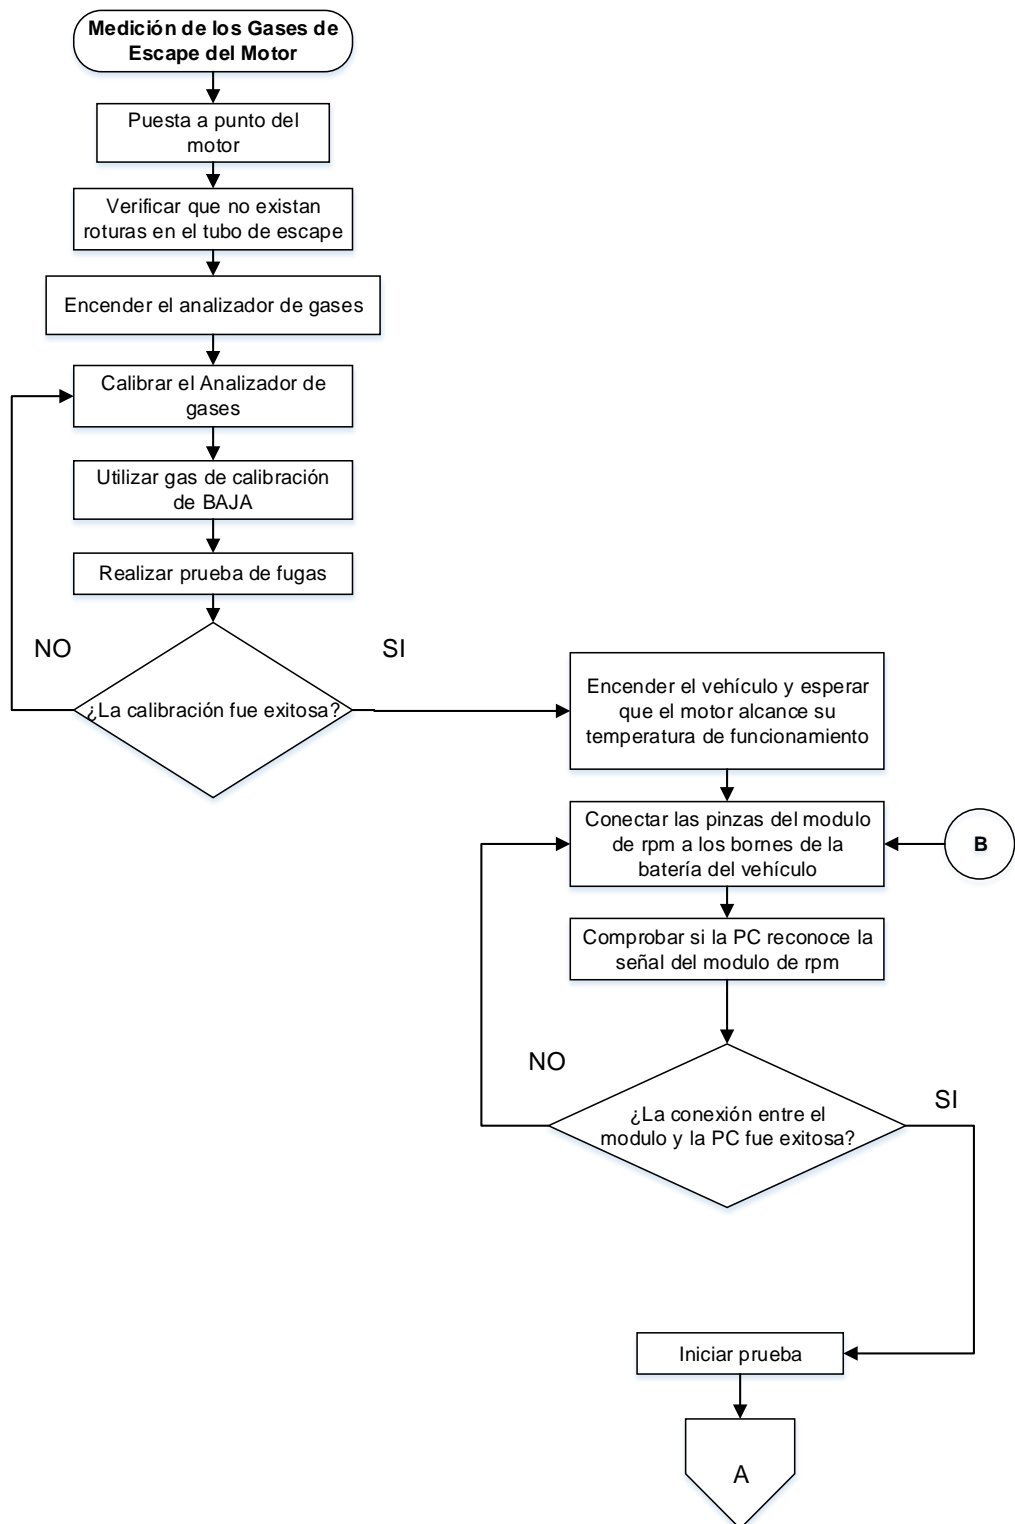 Medición de los Gases de
Escape del Motor
Puesta a punto del
motor
Verificar que no existan
roturas en el tubo de escape
Encender el analizador de gases
Calibrar el Analizador de
gases
Utilizar gas de calibración
de BAJA
Realizar prueba de fugas
NO
SI
¿La calibración fue exitosa?
Encender el vehículo y esperar
que el motor alcance su
temperatura de funcionamiento
Conectar las pinzas del modulo
de rpm a los bornes de la
batería del vehículo
B
Comprobar si la PC reconoce la
señal del modulo de rpm
NO
SI
¿La conexión entre el
modulo y la PC fue exitosa?
Iniciar prueba
A